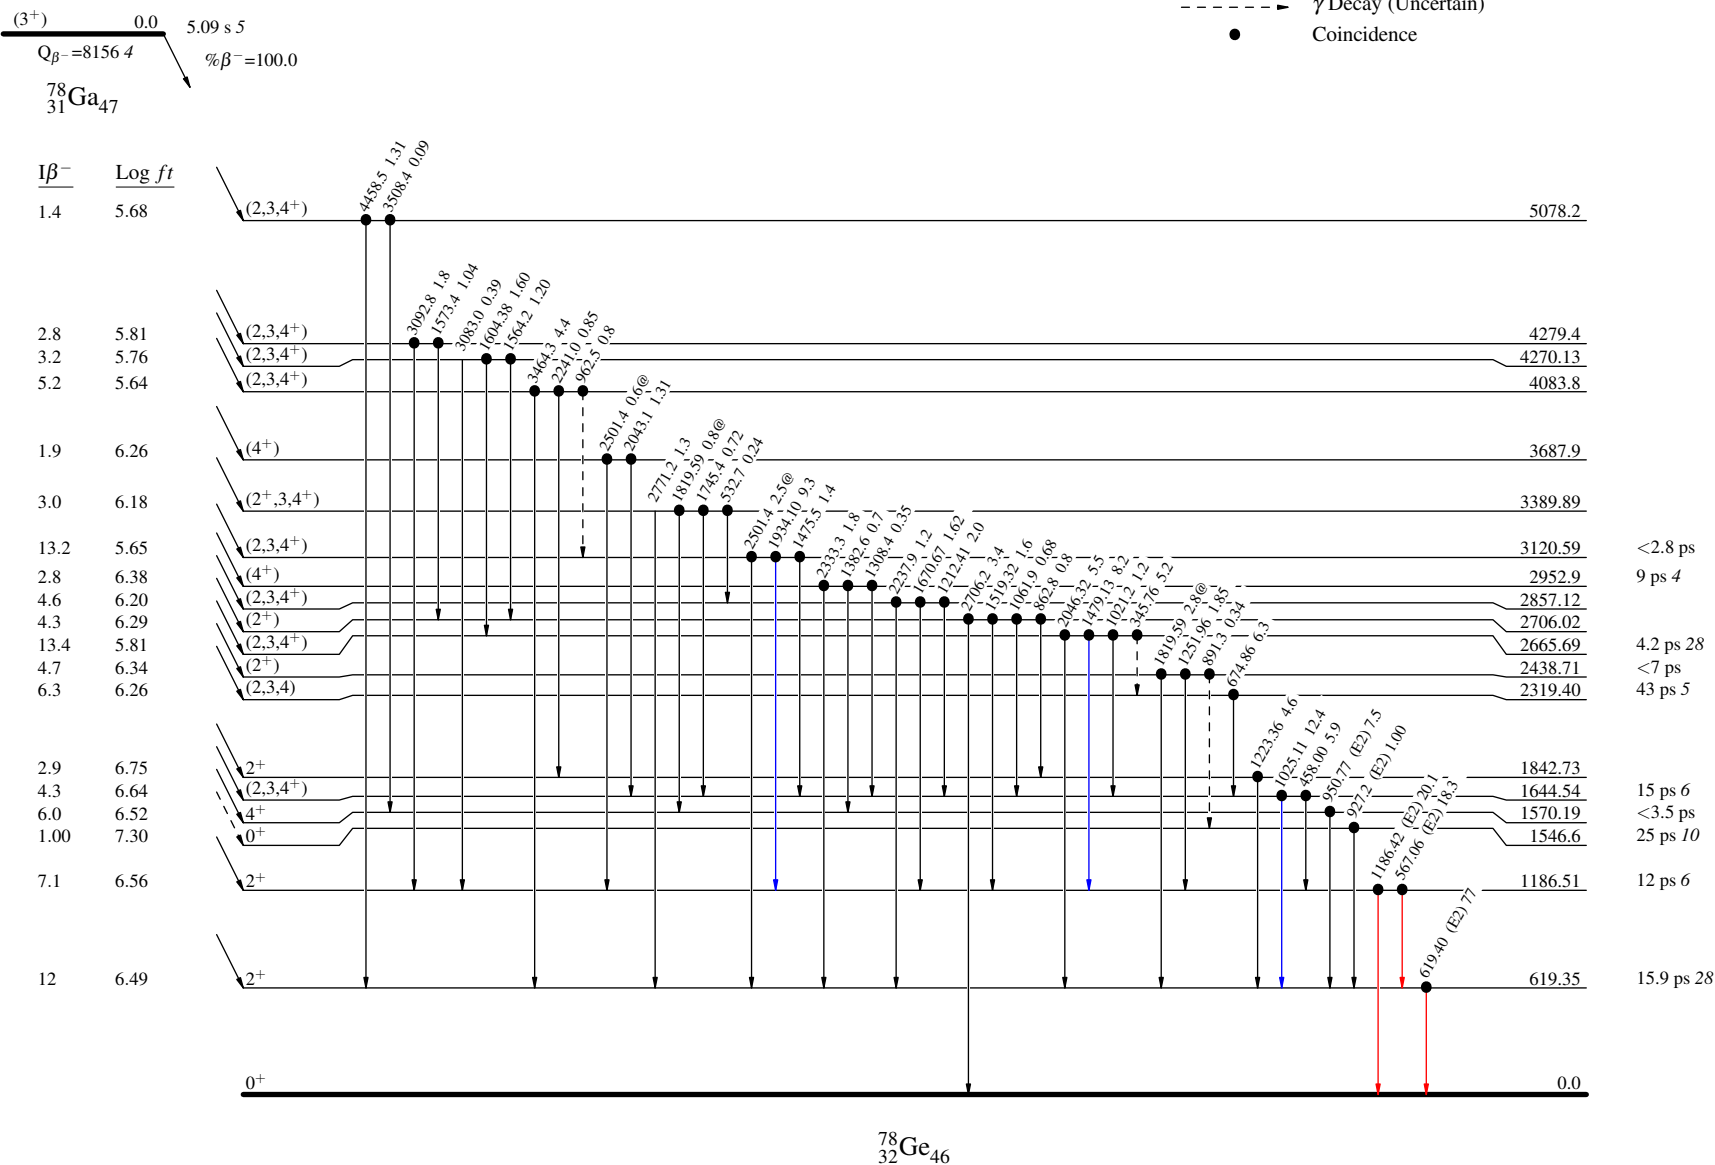 (3+) 0.0 5.09 s 5
γ Decay (Uncertain)
Qβ−=8156 4
%β−=100.0
Coincidence
78 31 Ga 47
Iβ− Log ft
4458.5 1.31
3508.4 0.09
1.4 5.68 (2,3,4+) 5078.2
3092.8 1.8
1573.4 1.04
3083.0 0.39
1604.38 1.60
1564.2 1.20
2.8 5.81 (2,3,4+) 4279.4
3.2 5.76 (2,3,4+) 4270.13
3464.3 4.4
2241.0 0.85
962.5 0.8
5.2 5.64 (2,3,4+) 4083.8
2501.4 0.6@
2043.1 1.31
1.9 6.26 (4+) 3687.9
2771.2 1.3
1819.59 0.8@
1745.4 0.72
532.7 0.24
3.0 6.18 (2+,3,4+) 3389.89
2501.4 2.5@
1934.10 9.3
1475.5 1.4
13.2 5.65 (2,3,4+) 3120.59 <2.8 ps
2333.3 1.8
1382.6 0.7
1308.4 0.35
2.8 6.38 (4+) 2952.9 9 ps 4
2237.9 1.2
1670.67 1.62
1212.41 2.0
4.6 6.20 (2,3,4+) 2857.12
2706.2 3.4
1519.32 1.6
1061.9 0.68
862.8 0.8
4.3 6.29 (2+) 2706.02
2046.32 5.5
1479.13 8.2
1021.2 1.2
345.76 5.2
13.4 5.81 (2,3,4+) 2665.69 4.2 ps 28
1819.59 2.8@
1251.96 1.85
891.3 0.34
4.7 6.34 (2+) 2438.71 <7 ps
674.86 6.3
6.3 6.26 (2,3,4) 2319.40 43 ps 5
1223.36 4.6
2.9 6.75 2+ 1842.73
1025.11 12.4
458.00 5.9
4.3 6.64 (2,3,4+) 1644.54 15 ps 6
950.77 (E2) 7.5
6.0 6.52 4+ 1570.19 <3.5 ps
927.2 (E2) 1.00
1.00 7.30 0+ 1546.6 25 ps 10
1186.42 (E2) 20.1
567.06 (E2) 18.3
7.1 6.56 2+ 1186.51 12 ps 6
619.40 (E2) 77
12 6.49 2+ 619.35 15.9 ps 28
0+ 0.0
78 32 Ge 46